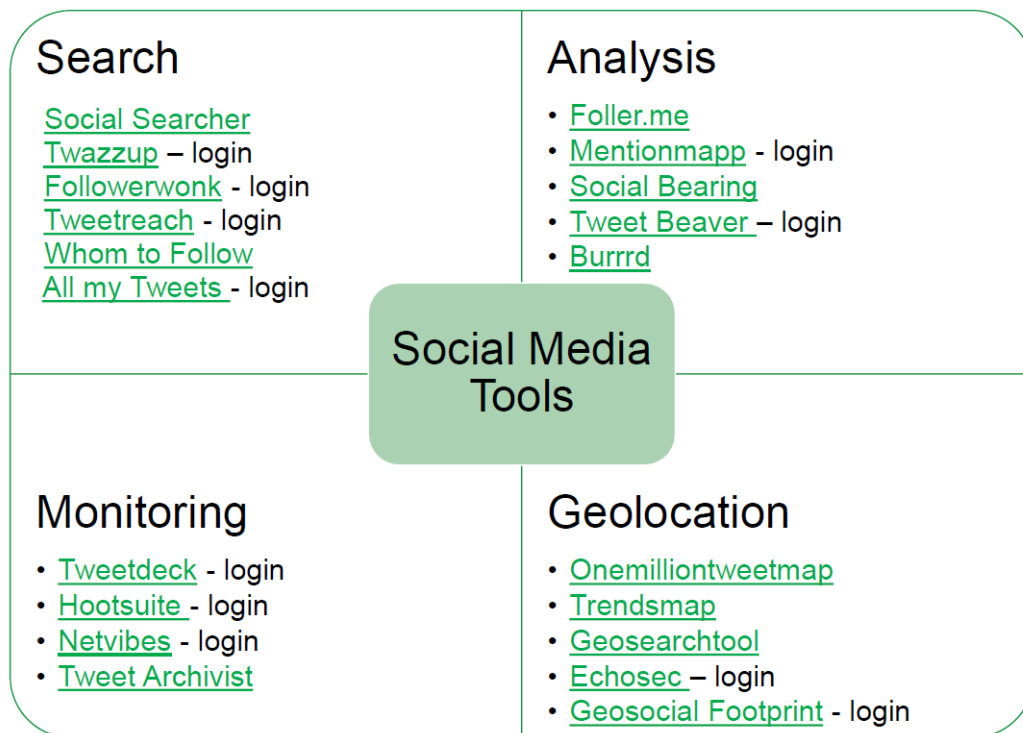 Search
Social Searcher
Twazzup – login
Followerwonk - login
Tweetreach - login
Whom to Follow
All my Tweets - login
Analysis
• Foller.me
• Mentionmapp - login
• Social Bearing
• Tweet Beaver – login
• Burrrd
Social Media
Tools
Monitoring
• Tweetdeck - login
• Hootsuite - login
• Netvibes - login
• Tweet Archivist
Geolocation
• Onemilliontweetmap
• Trendsmap
• Geosearchtool
• Echosec – login
• Geosocial Footprint - login